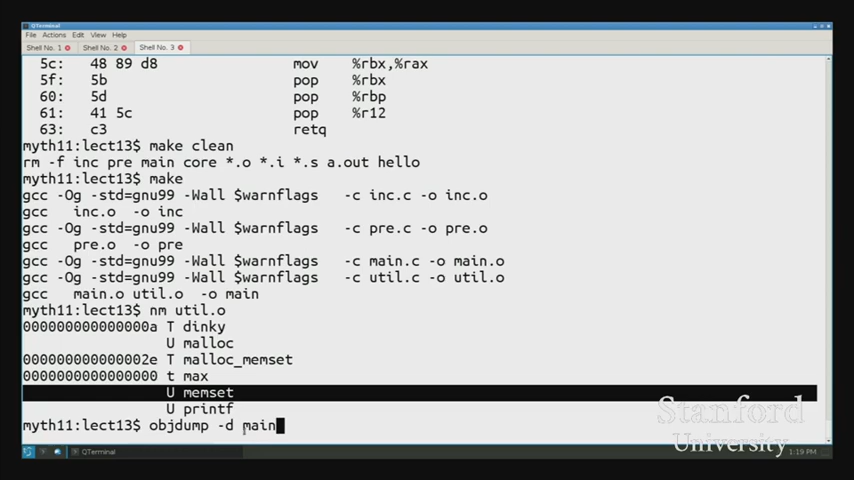 QTerminal
File Actions Edit View Help
Shell No. 1 Shell No. 2 Shell No. 3
5c: 48 89 d8 mov %rbx,%rax
5f: 5b pop %rbx
60: 5d pop %rbp
61: 41 5c pop %r12
63: c3 retq
myth11:lect13$ make clean
rm -f inc pre main core *.o *.i *.s a.out hello
myth11:lect13$ make
gcc -Og -std=gnu99 -Wall $warnflags -c inc.c -o inc.o
gcc inc.o -o inc
gcc -Og -std=gnu99 -Wall $warnflags -c pre.c -o pre.o
gcc pre.o -o pre
gcc -Og -std=gnu99 -Wall $warnflags -c main.c -o main.o
gcc -Og -std=gnu99 -Wall $warnflags -c util.c -o util.o
gcc main.o util.o -o main
myth11:lect13$ nm util.o
000000000000000a T dinky
U malloc
000000000000002e T malloc_memset
0000000000000000 t max
U memset
U printf
myth11:lect13$ objdump -d main
Stanford
University
QTerminal
1:19 PM